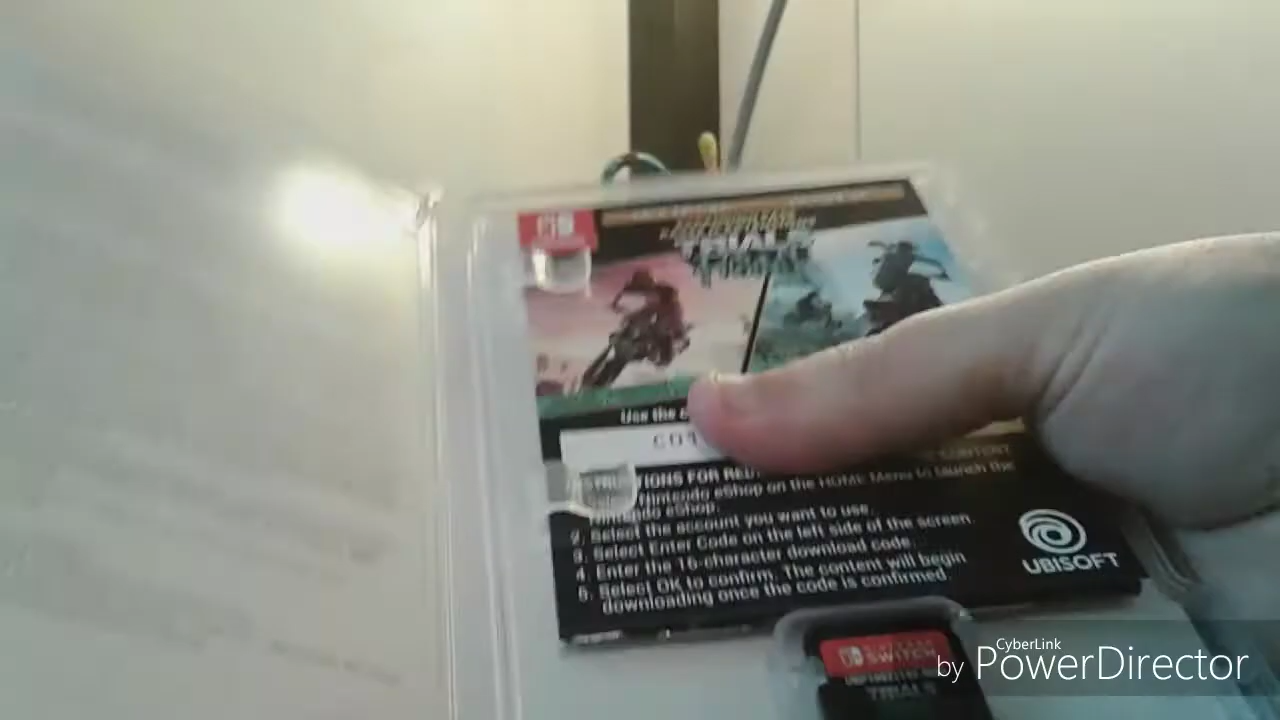 TRIALS
Use the
INSTRUCTIONS FOR
Nintendo eShop on the HOME Menu to launch the
Nintendo eShop.
2. Select the account you want to use.
3. Select Enter Code on the left side of the screen.
4. Enter the 16-character download code.
5. Select OK to confirm. The content will begin
downloading once the code is confirmed.
UBISOFT
SWITCH
TRIALS
CyberLink
by PowerDirector